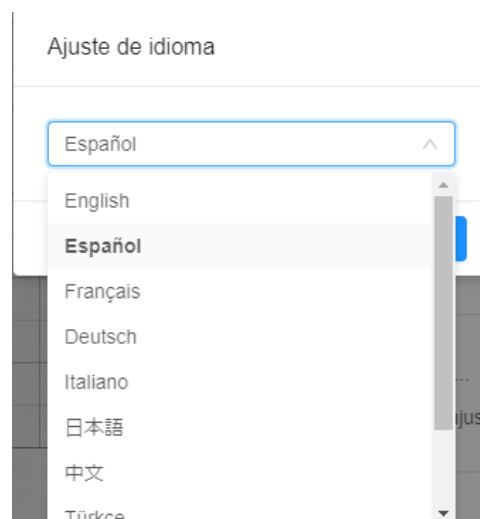 Ajuste de idioma
Español
English
Español
Français
Deutsch
Italiano
日本語
中文
Türkçe